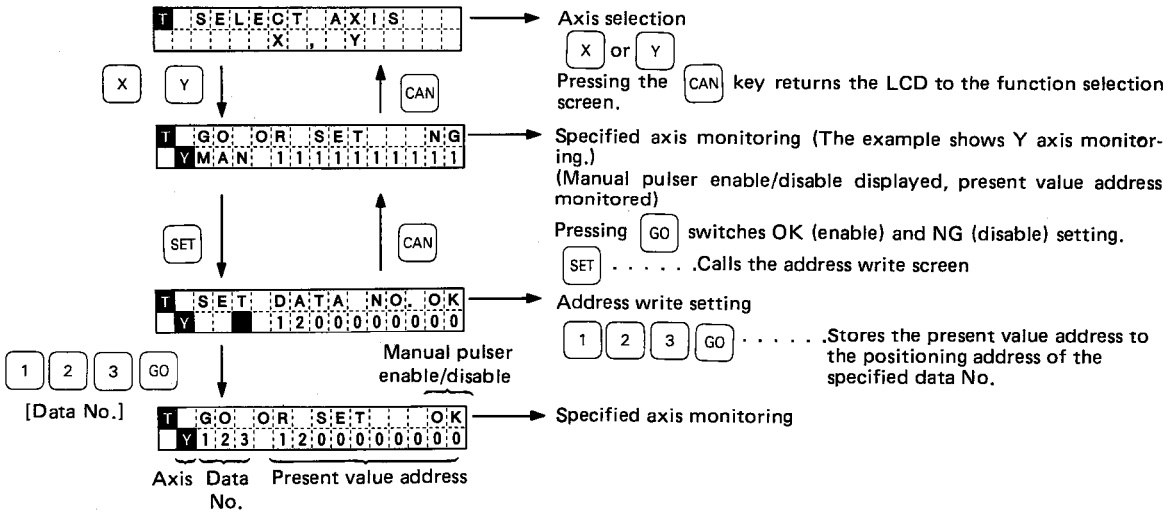 T SELECT AXIS
X , Y
Axis selection
X or Y
Pressing the CAN key returns the LCD to the function selection
screen.
X Y
CAN
T GO OR SET NG
Y MAN 1111111111
Specified axis monitoring (The example shows Y axis monitor-
ing.)
(Manual pulser enable/disable displayed, present value address
monitored)
Pressing GO switches OK (enable) and NG (disable) setting.
SET . . . . . .Calls the address write screen
SET
CAN
T SET DATA NO. OK
Y 1200000000
Address write setting
1 2 3 GO . . . . . .Stores the present value address to
the positioning address of the
specified data No.
1 2 3 GO
[Data No.]
Manual pulser
enable/disable
T GO OR SET OK
Y 123 1200000000
Specified axis monitoring
Axis Data Present value address
No.